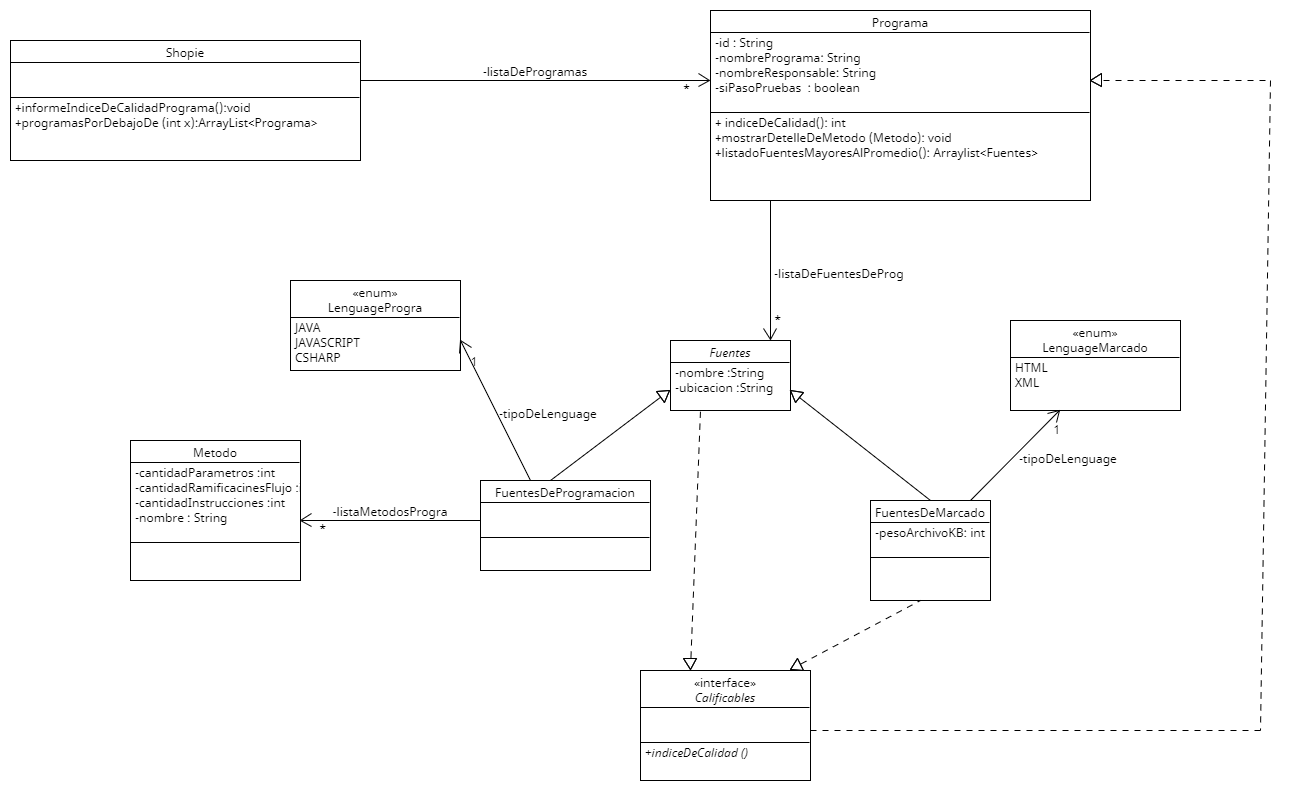 Shopie
+informeIndiceDeCalidadPrograma():void
+programasPorDebajoDe (int x):ArrayList<Programa>
-listaDeProgramas
*
Programa
-id : String
-nombrePrograma: String
-nombreResponsable: String
-siPasoPruebas : boolean
+ indiceDeCalidad(): int
+mostrarDetelleDeMetodo (Metodo): void
+listadoFuentesMayoresAlPromedio(): Arraylist<Fuentes>
-listaDeFuentesDeProg
*
«enum»
LenguageProgra
JAVA
JAVASCRIPT
CSHARP
1
-tipoDeLenguage
Fuentes
-nombre :String
-ubicacion :String
«enum»
LenguageMarcado
HTML
XML
1
-tipoDeLenguage
Metodo
-cantidadParametros :int
-cantidadRamificacinesFlujo :
-cantidadInstrucciones :int
-nombre : String
-listaMetodosProgra
*
FuentesDeProgramacion
FuentesDeMarcado
-pesoArchivoKB: int
«interface»
Calificables
+indiceDeCalidad ()